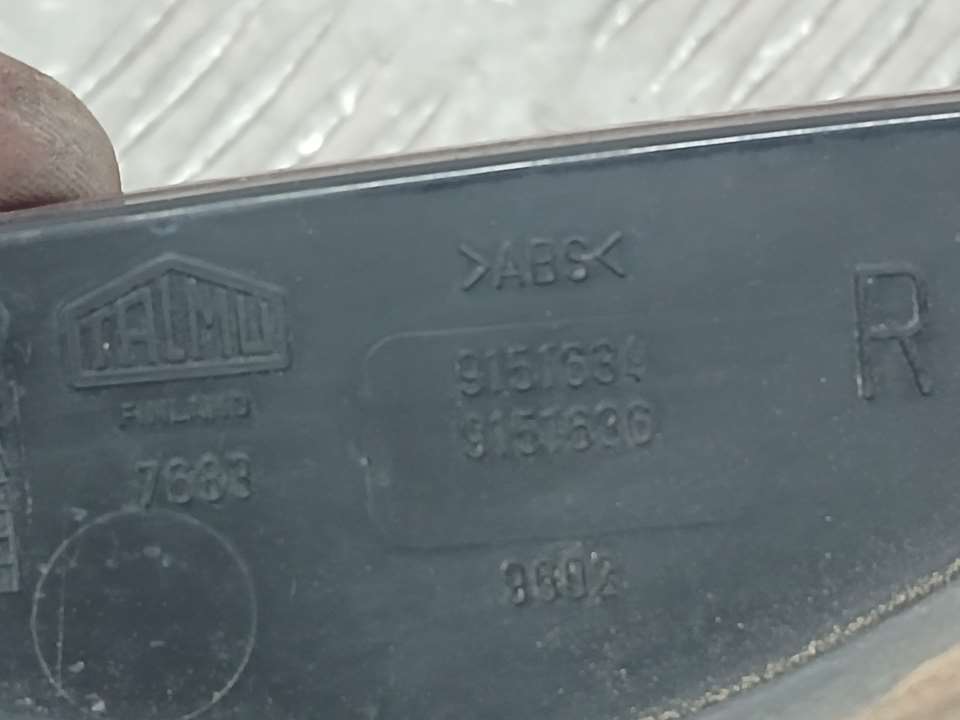 >ABS<
TALMU
FINLAND
7683
9151634
9151636
R
9602